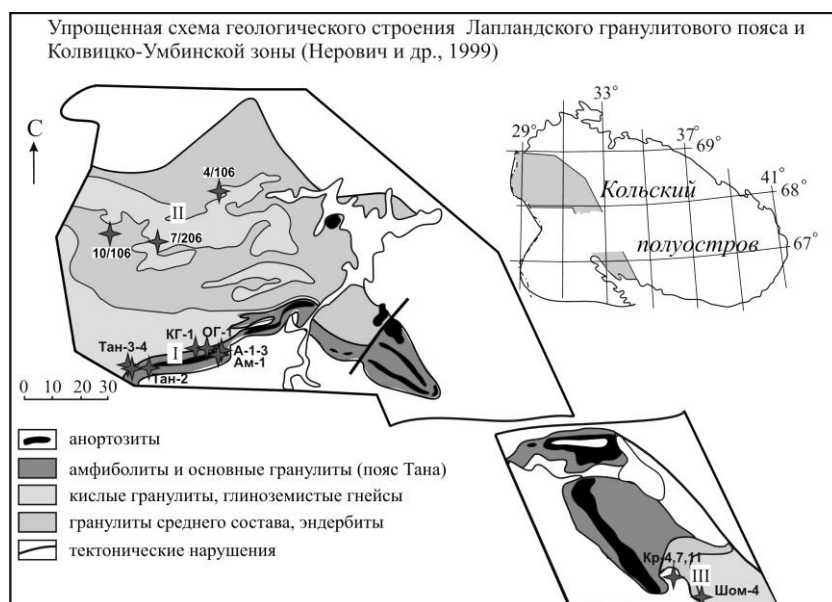 Упрощенная схема геологического строения Лапландского гранулитового пояса и
Колвицко-Умбинской зоны (Нерович и др., 1999)
33°
29°
37°
69°
С
41°
68°
4/106
Кольский
II
10/106
7/206
67°
полуостров
КГ-1
ОГ-1
Тан-3-4
I
А-1-3
Ам-1
Тан-2
0 10 30
анортозиты
амфиболиты и основные гранулиты (пояс Тана)
кислые гранулиты, глиноземистые гнейсы
гранулиты среднего состава, эндербиты
тектонические нарушения
Кр-4,7,11
III
Шом-4